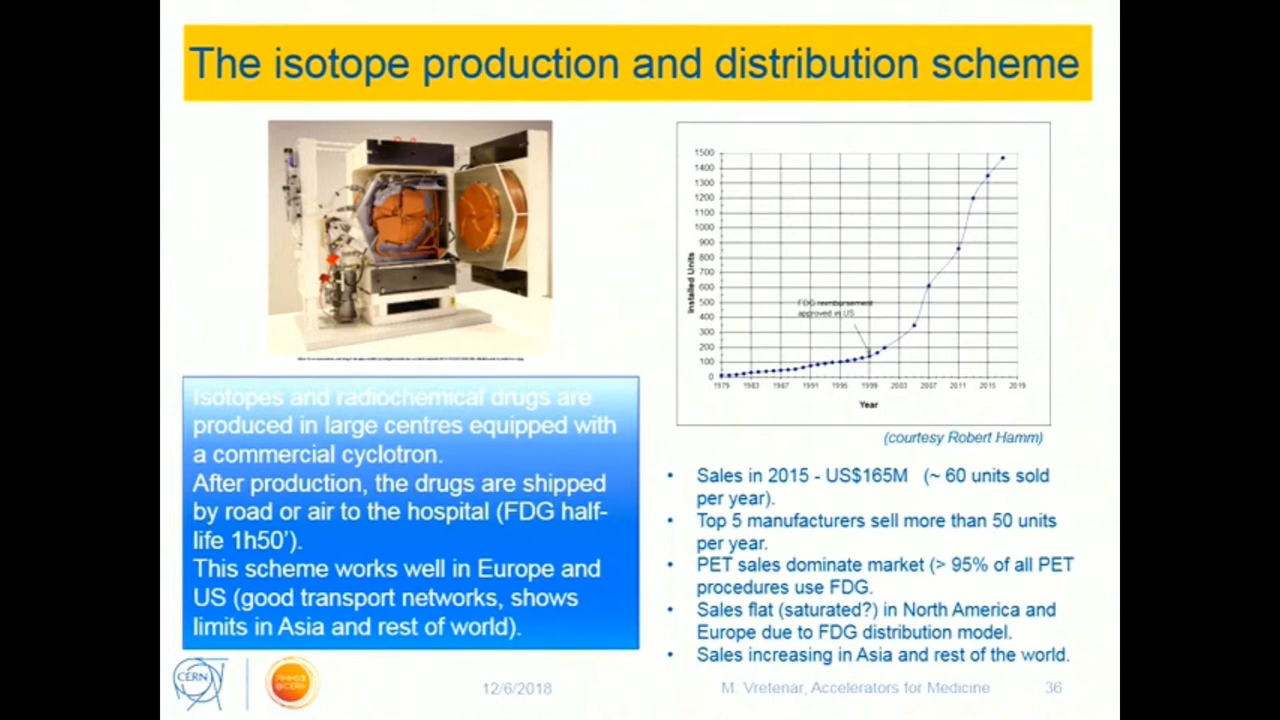 The isotope production and distribution scheme
1500
1400
1300
1200
1100
1000
900
800
700
600
500
400
300
200
100
0
Installed Units
FDG reimbursement
approved in US
1979 1983 1987 1991 1995 1999 2003 2007 2011 2015 2019
Year
(courtesy Robert Hamm)
Isotopes and radiochemical drugs are
produced in large centres equipped with
a commercial cyclotron.
After production, the drugs are shipped
by road or air to the hospital (FDG half-
life 1h50’).
This scheme works well in Europe and
US (good transport networks, shows
limits in Asia and rest of world).
• Sales in 2015 - US$165M (~ 60 units sold
per year).
• Top 5 manufacturers sell more than 50 units
per year.
• PET sales dominate market (> 95% of all PET
procedures use FDG.
• Sales flat (saturated?) in North America and
Europe due to FDG distribution model.
• Sales increasing in Asia and rest of the world.
CERN
12/6/2018
M. Vretenar, Accelerators for Medicine
36